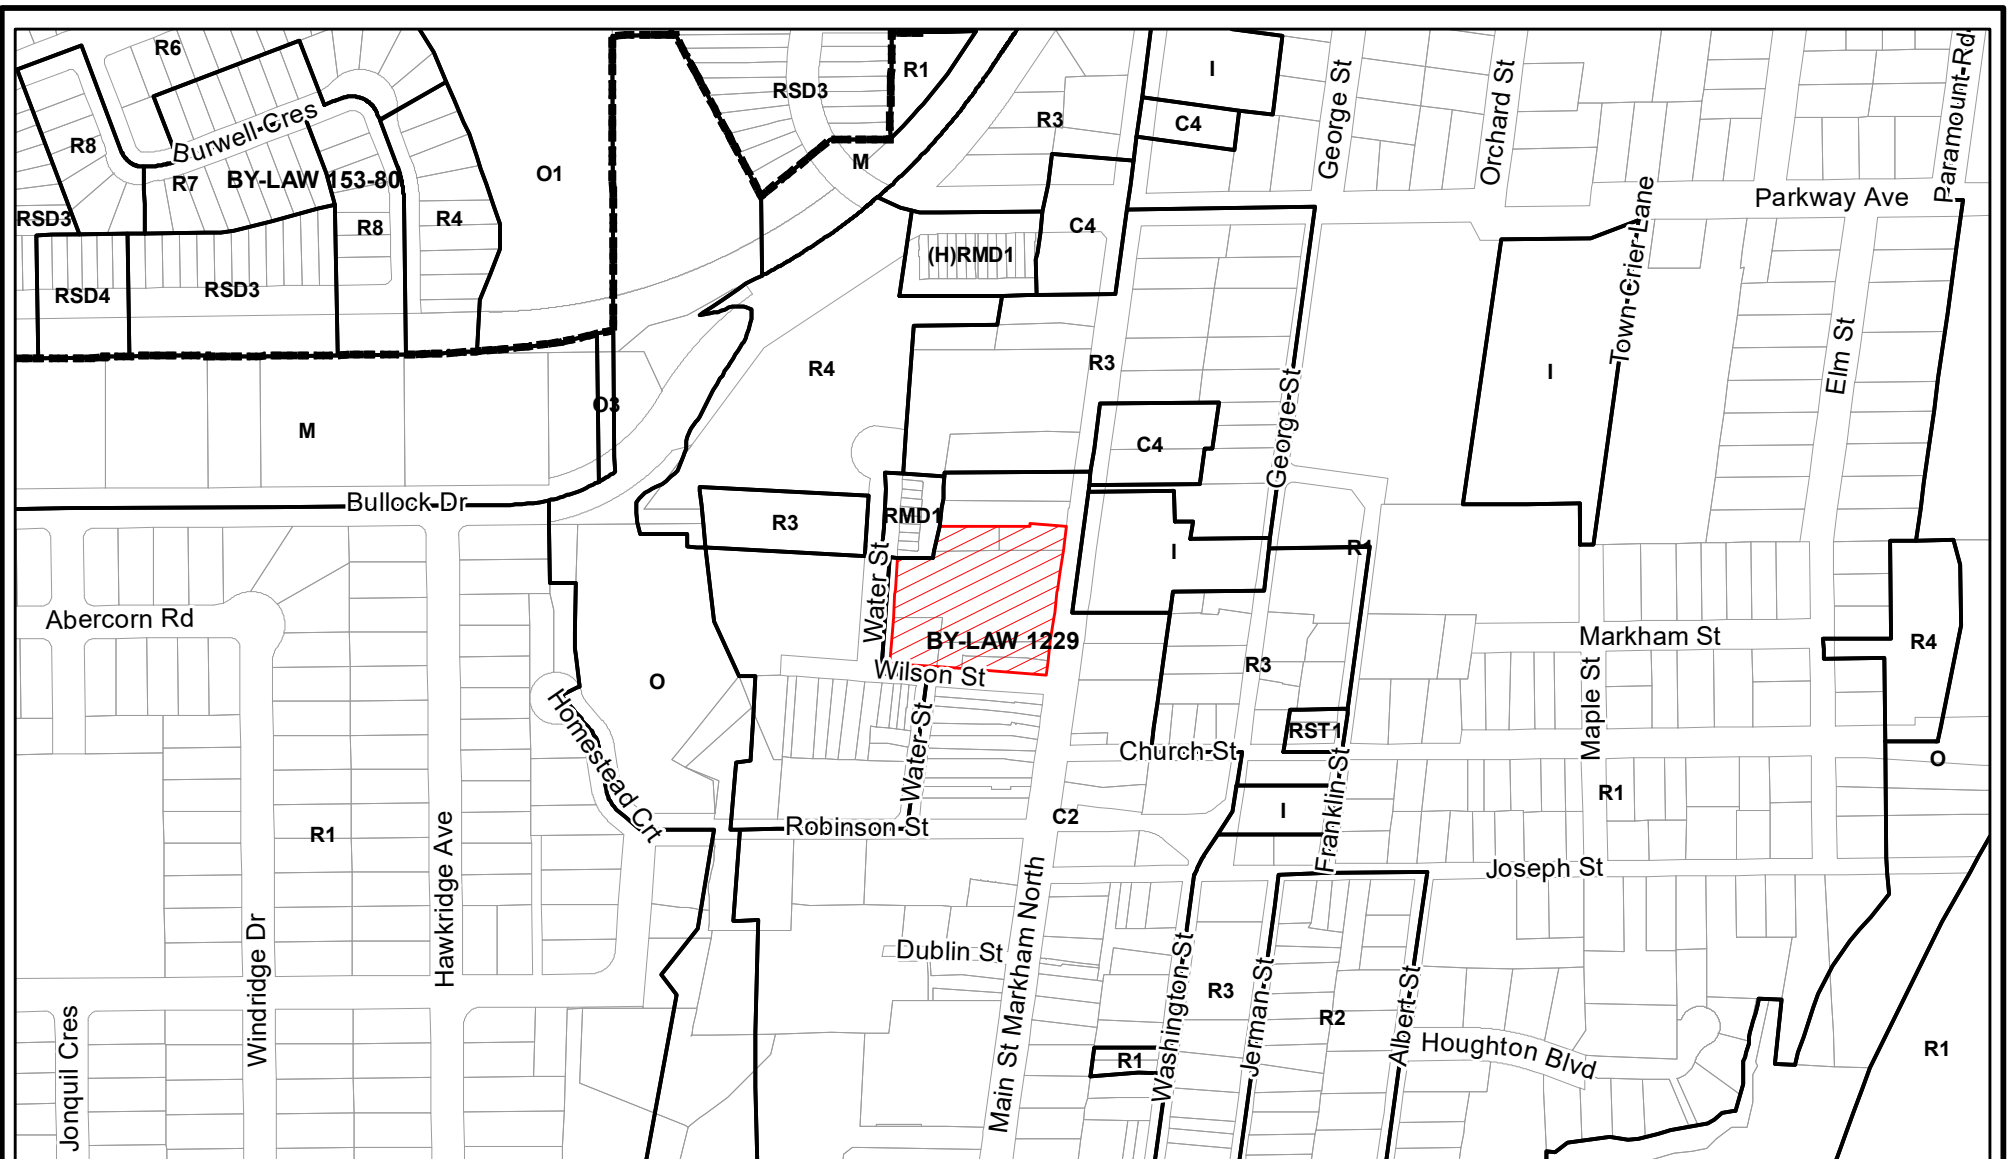 R6
R1
I
RSD3
C4
R3
George St
Orchard St
Paramount Rd
Burwell Cres
R8
M
R7
BY-LAW 153-80
O1
Parkway Ave
RSD3
R8
R4
C4
(H)RMD1
RSD4
RSD3
Town Crier Lane
R4
R3
I
Elm St
O3
M
C4
George St
Bullock Dr
R3
RMD1
I
R1
Water St
Abercorn Rd
BY-LAW 1229
Markham St
R4
R3
Wilson St
O
Maple St
Homestead Crt
Water St
RST1
Church St
O
Franklin St
R1
I
C2
Robinson St
R1
Hawkridge Ave
Joseph St
Main St Markham North
Windridge Dr
Dublin St
Washington St
R3
Jerman St
R2
Albert St
Houghton Blvd
R1
R1
Jonquil Cres